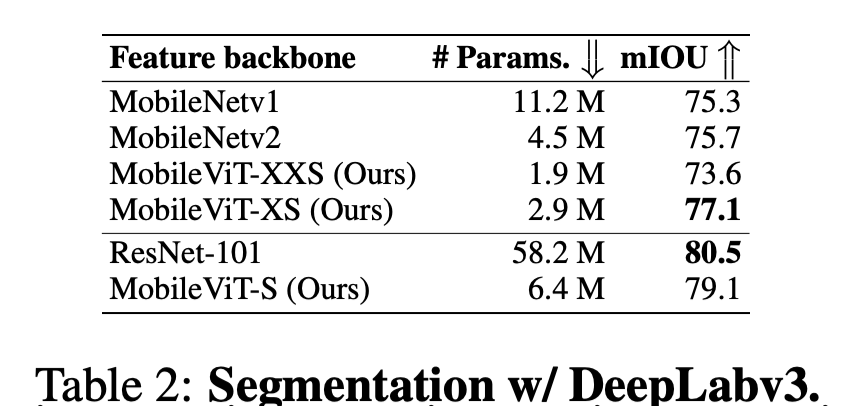 Feature backbone # Params. ⇓ mIOU ⇑
MobileNetv1 11.2 M 75.3
MobileNetv2 4.5 M 75.7
MobileViT-XXS (Ours) 1.9 M 73.6
MobileViT-XS (Ours) 2.9 M 77.1
ResNet-101 58.2 M 80.5
MobileViT-S (Ours) 6.4 M 79.1
Table 2: Segmentation w/ DeepLabv3.